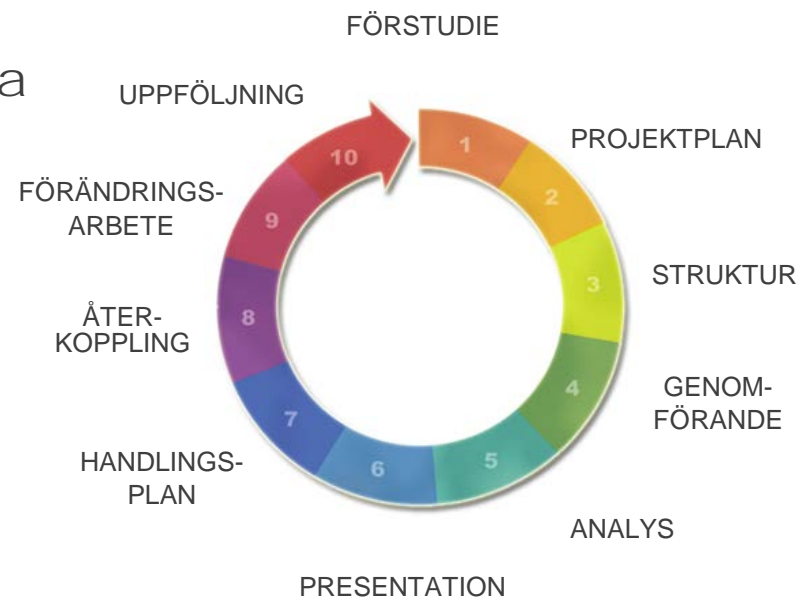 a
FÖRSTUDIE
1
PROJEKTPLAN
2
STRUKTUR
3
GENOM-
FÖRANDE
4
ANALYS
5
PRESENTATION
6
HANDLINGS-
PLAN
7
ÅTER-
KOPPLING
8
FÖRÄNDRINGS-
ARBETE
9
UPPFÖLJNING
10